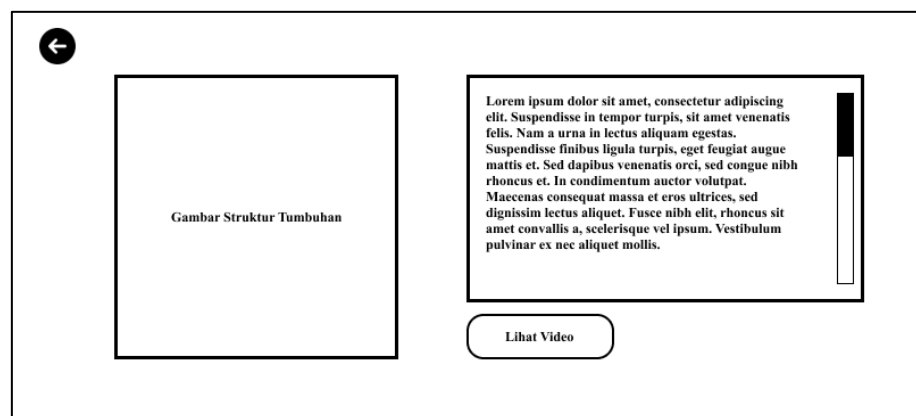 Gambar Struktur Tumbuhan
Lorem ipsum dolor sit amet, consectetur adipiscing
elit. Suspendisse in tempor turpis, sit amet venenatis
felis. Nam a urna in lectus aliquam egestas.
Suspendisse finibus ligula turpis, eget feugiat augue
mattis et. Sed dapibus venenatis orci, sed congue nibh
rhoncus et. In condimentum auctor volutpat.
Maecenas consequat massa et eros ultrices, sed
dignissim lectus aliquet. Fusce nibh elit, rhoncus sit
amet convallis a, scelerisque vel ipsum. Vestibulum
pulvinar ex nec aliquet mollis.
Lihat Video